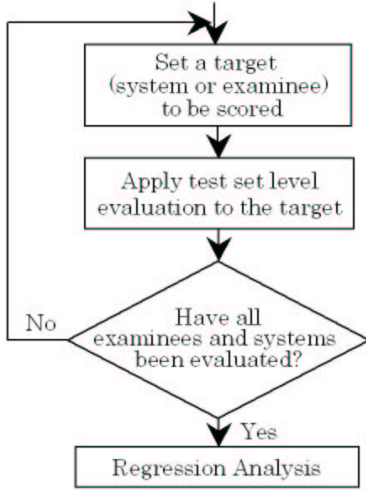 Set a target
(system or examinee)
to be scored
Apply test set level
evaluation to the target
Have all
examinees and systems
been evaluated?
No
Yes
Regression Analysis